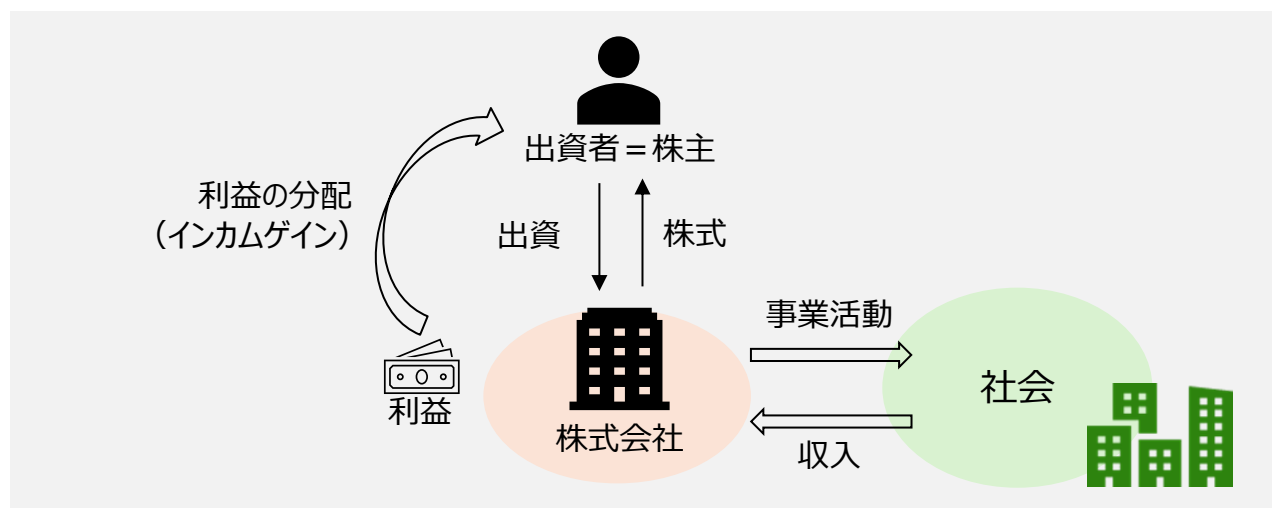 出資者＝株主
利益の分配
（インカムゲイン）
出資
株式
事業活動
社会
利益
株式会社
収入